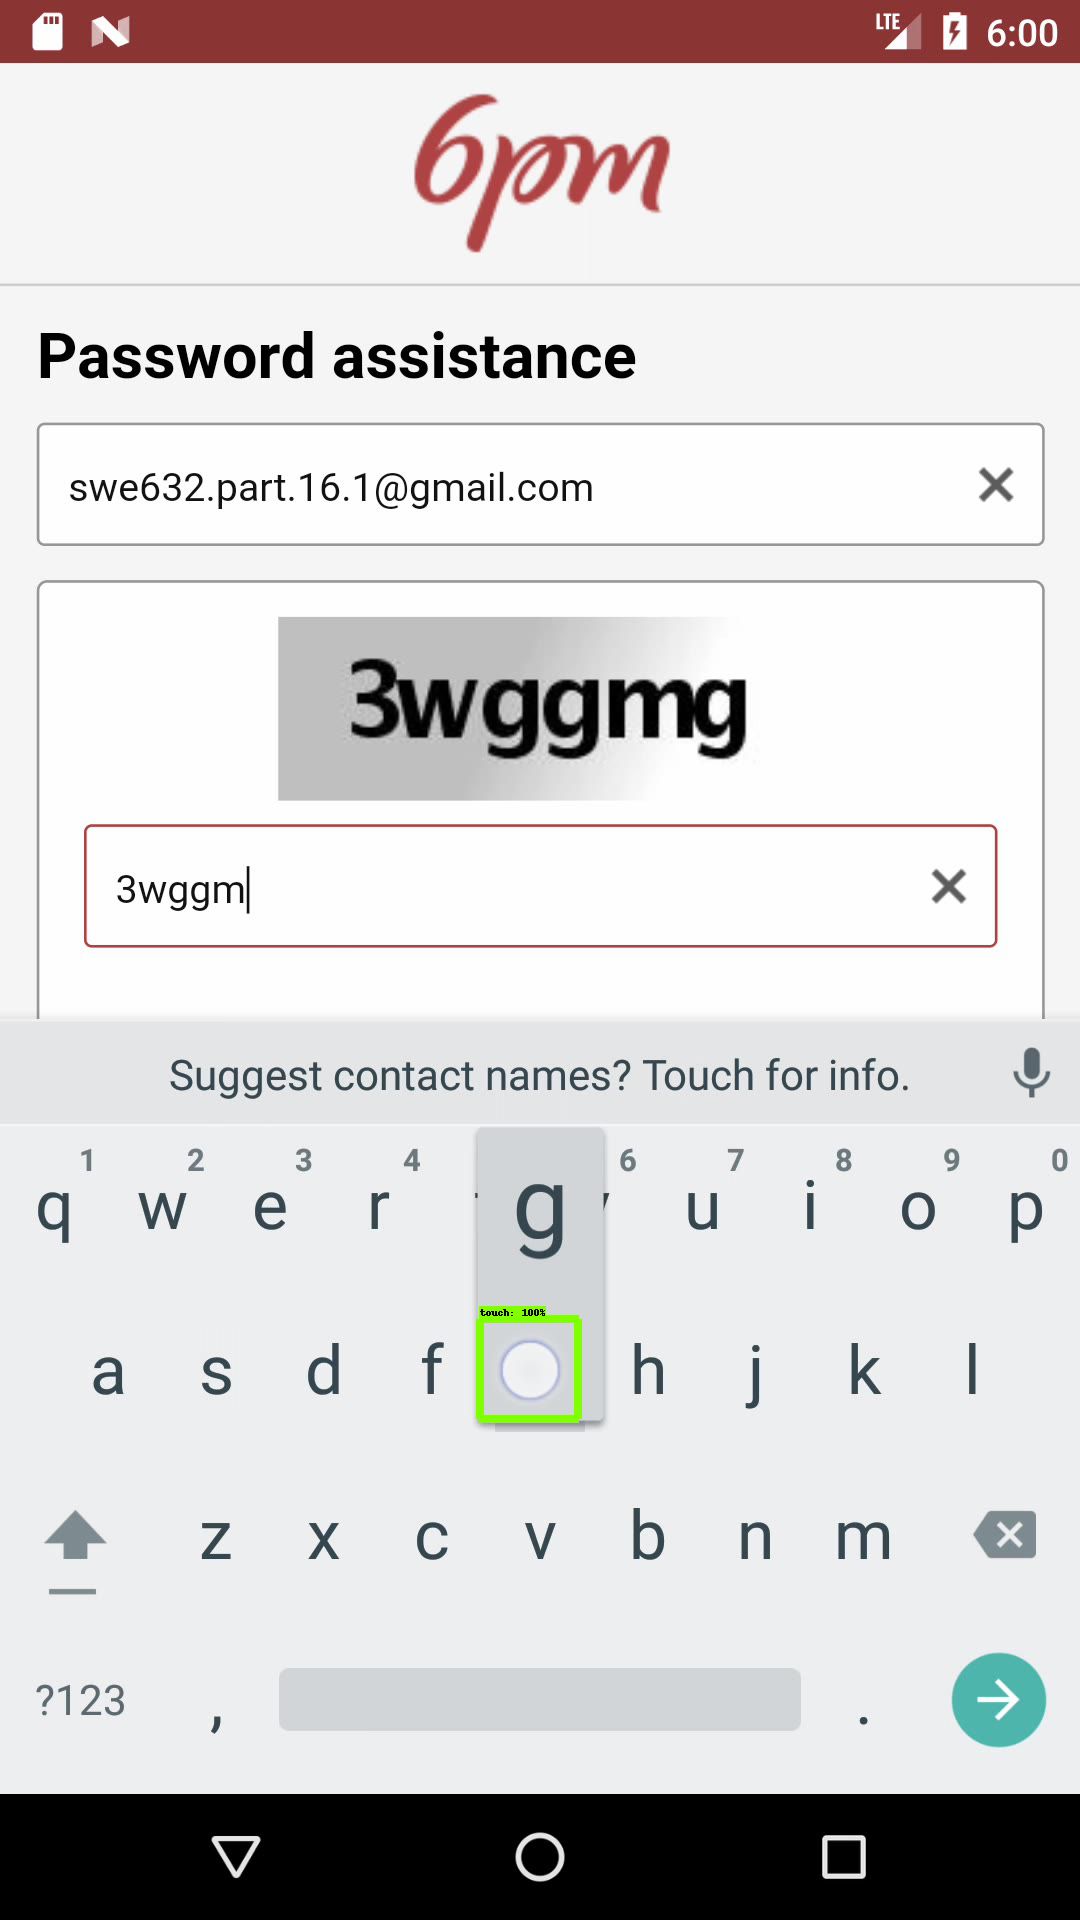 LTE 6:00
6pm
Password assistance
swe632.part.16.1@gmail.com
3wggmg
3wggm
Suggest contact names? Touch for info.
1 2 3 4 6 7 8 9 0
q w e r g u i o p
touch: 100%
a s d f h j k l
z x c v b n m
?123 , .